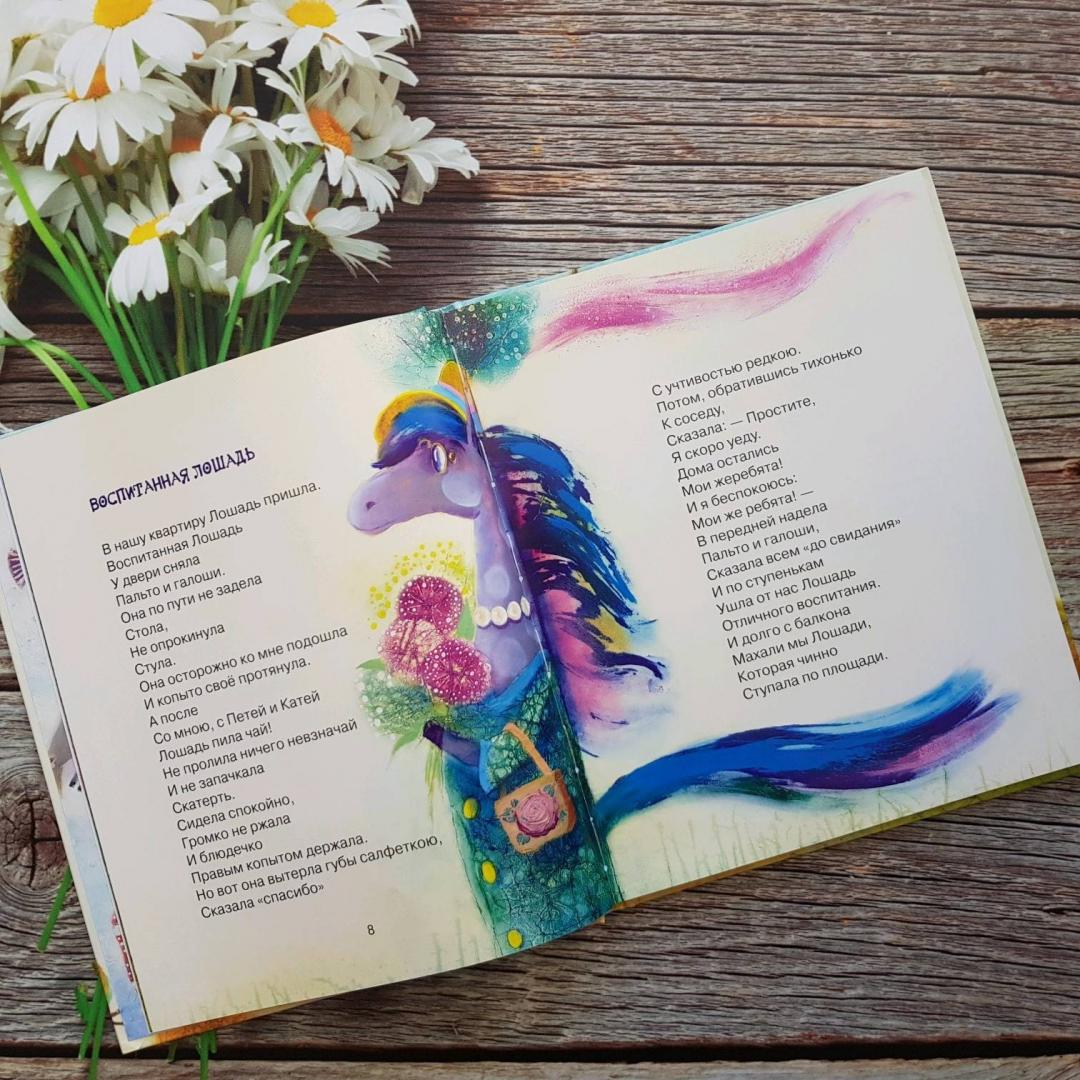 ВОСПИТАННАЯ ЛОШАДЬ
В нашу квартиру Лошадь пришла.
Воспитанная Лошадь
У двери сняла
Пальто и галоши.
Она по пути не задела
Стола,
Не опрокинула
Стула.
Она осторожно ко мне подошла
И копыто своё протянула.
А после
Со мною, с Петей и Катей
Лошадь пила чай!
Не пролила ничего невзначай
И не запачкала
Скатерть.
Сидела спокойно,
Громко не ржала
И блюдечко
Правым копытом держала.
Но вот она вытерла губы салфеткою,
Сказала «спасибо»
8
С учтивостью редкою.
Потом, обратившись тихонько
К соседу,
Сказала: — Простите,
Я скоро уеду.
Дома остались
Мои жеребята!
И я беспокоюсь:
Мои же ребята! —
В передней надела
Пальто и галоши,
Сказала всем «до свидания»
И по ступенькам
Ушла от нас Лошадь
Отличного воспитания.
И долго с балкона
Махали мы Лошади,
Которая чинно
Ступала по площади.